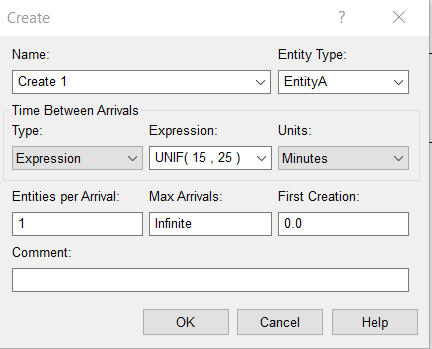 Create ?
Name: Entity Type:
Create 1 EntityA
Time Between Arrivals
Type: Expression: Units:
Expression UNIF( 15 , 25 ) Minutes
Entities per Arrival: Max Arrivals: First Creation:
1 Infinite 0.0
Comment:
OK Cancel Help